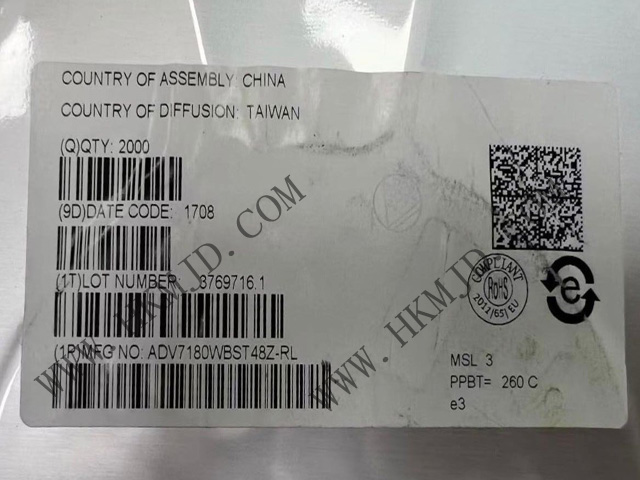 COUNTRY OF ASSEMBLY: CHINA
COUNTRY OF DIFFUSION: TAIWAN
(Q)QTY: 2000
(9D)DATE CODE: 1708
(1T)LOT NUMBER: 3769716.1
(1P)MFG NO: ADV7180WBST48Z-RL
COMPLIANT
RoHS
2011/65/EU
e
MSL 3
PPBT= 260 C
e3
WWW.HKMJD.COM
WWW.HKMJD.COM